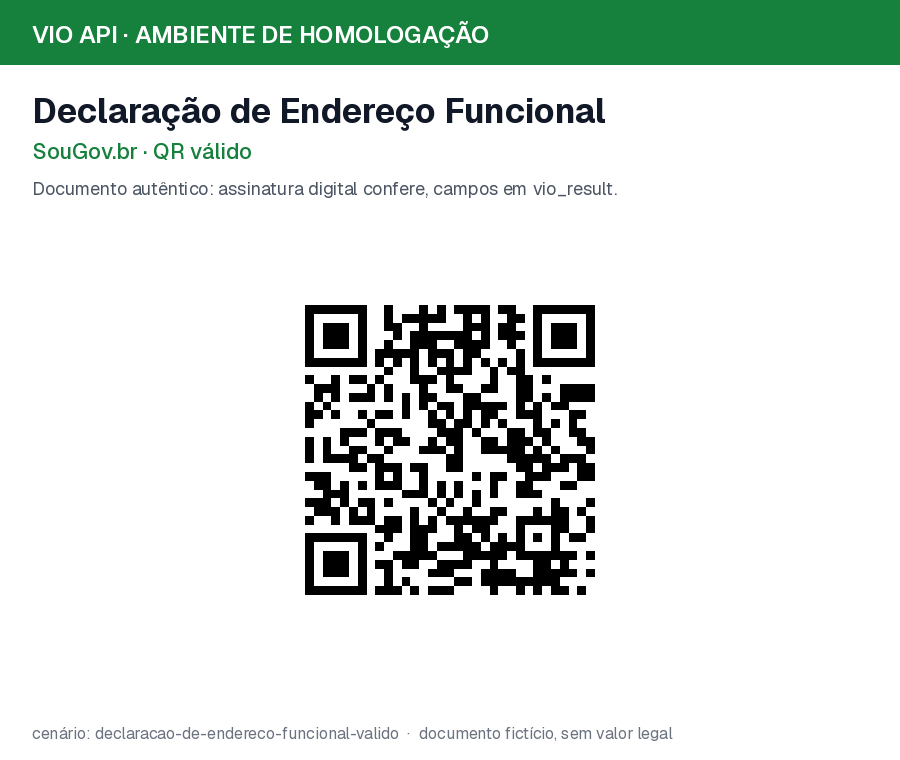 VIO API · AMBIENTE DE HOMOLOGAÇÃO
Declaração de Endereço Funcional
SouGov.br · QR válido
Documento autêntico: assinatura digital confere, campos em vio_result.
cenário: declaracao-de-endereco-funcional-valido · documento fictício, sem valor legal